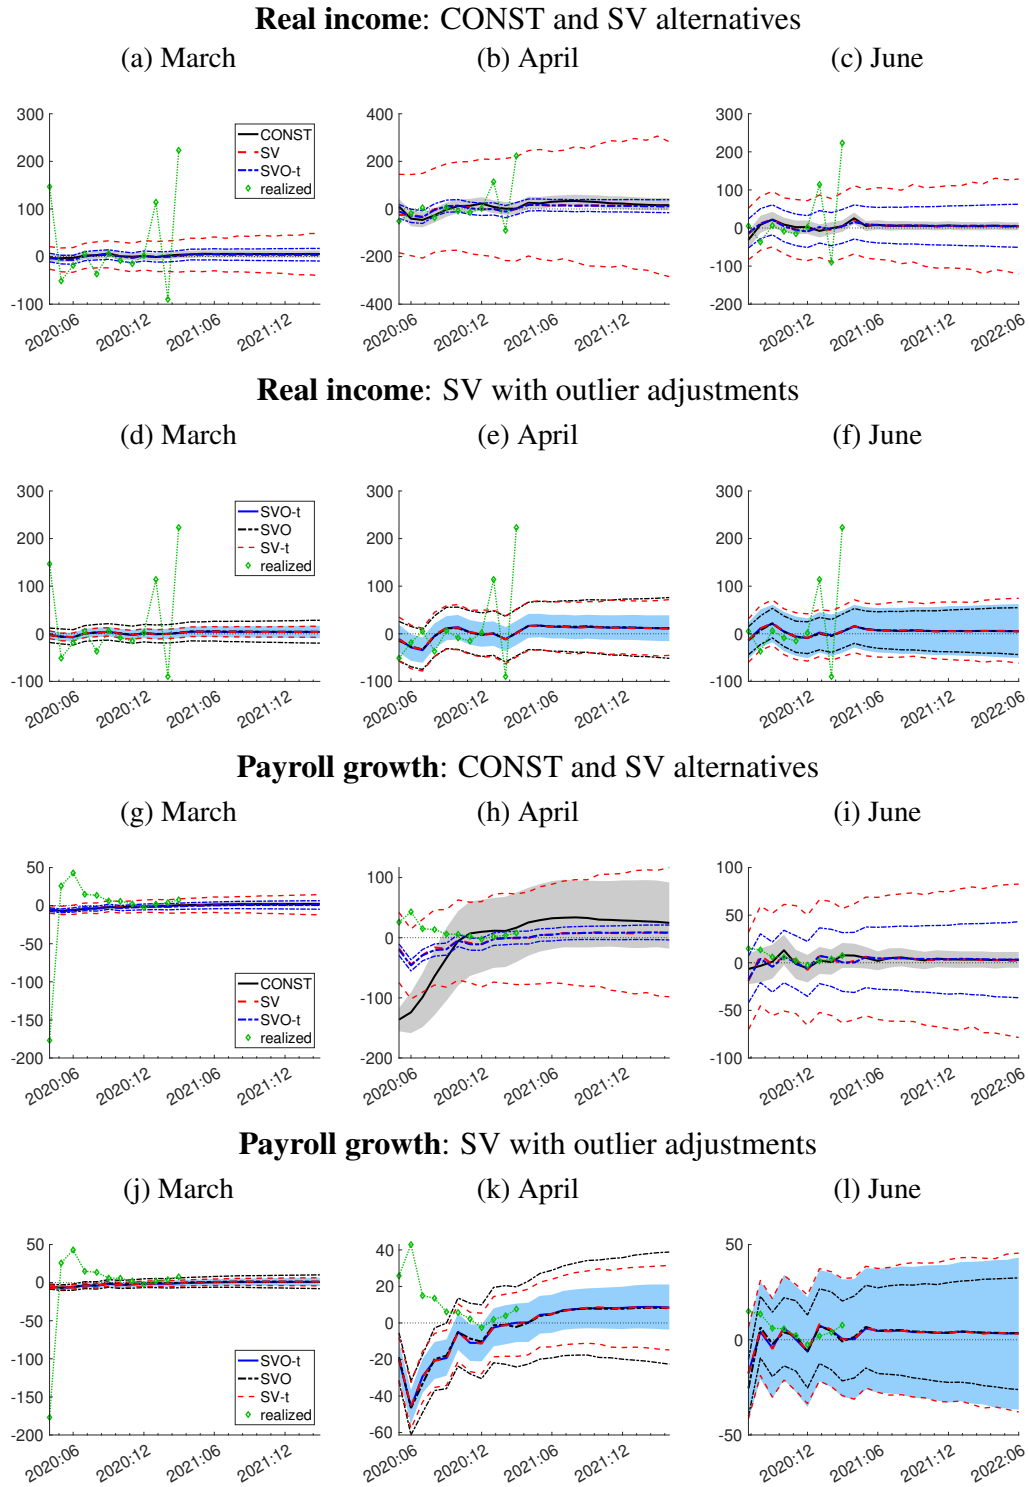 Real income: CONST and SV alternatives
(a) March (b) April (c) June
300
200
100
0
-100
CONST
SV
SVO-t
realized
2020:06 2020:12 2021:06 2021:12
400
200
0
-200
-400
2020:06 2020:12 2021:06 2021:12
300
200
100
0
-100
-200
2020:12 2021:06 2021:12 2022:06
Real income: SV with outlier adjustments
(d) March (e) April (f) June
300
200
100
0
-100
SVO-t
SVO
SV-t
realized
2020:06 2020:12 2021:06 2021:12
300
200
100
0
-100
2020:06 2020:12 2021:06 2021:12
300
200
100
0
-100
2020:12 2021:06 2021:12 2022:06
Payroll growth: CONST and SV alternatives
(g) March (h) April (i) June
50
0
-50
-100
-150
-200
CONST
SV
SVO-t
realized
2020:06 2020:12 2021:06 2021:12
100
0
-100
-200
2020:06 2020:12 2021:06 2021:12
100
50
0
-50
-100
2020:12 2021:06 2021:12 2022:06
Payroll growth: SV with outlier adjustments
(j) March (k) April (l) June
50
0
-50
-100
-150
-200
SVO-t
SVO
SV-t
realized
2020:06 2020:12 2021:06 2021:12
40
20
0
-20
-40
-60
2020:06 2020:12 2021:06 2021:12
50
0
-50
2020:12 2021:06 2021:12 2022:06